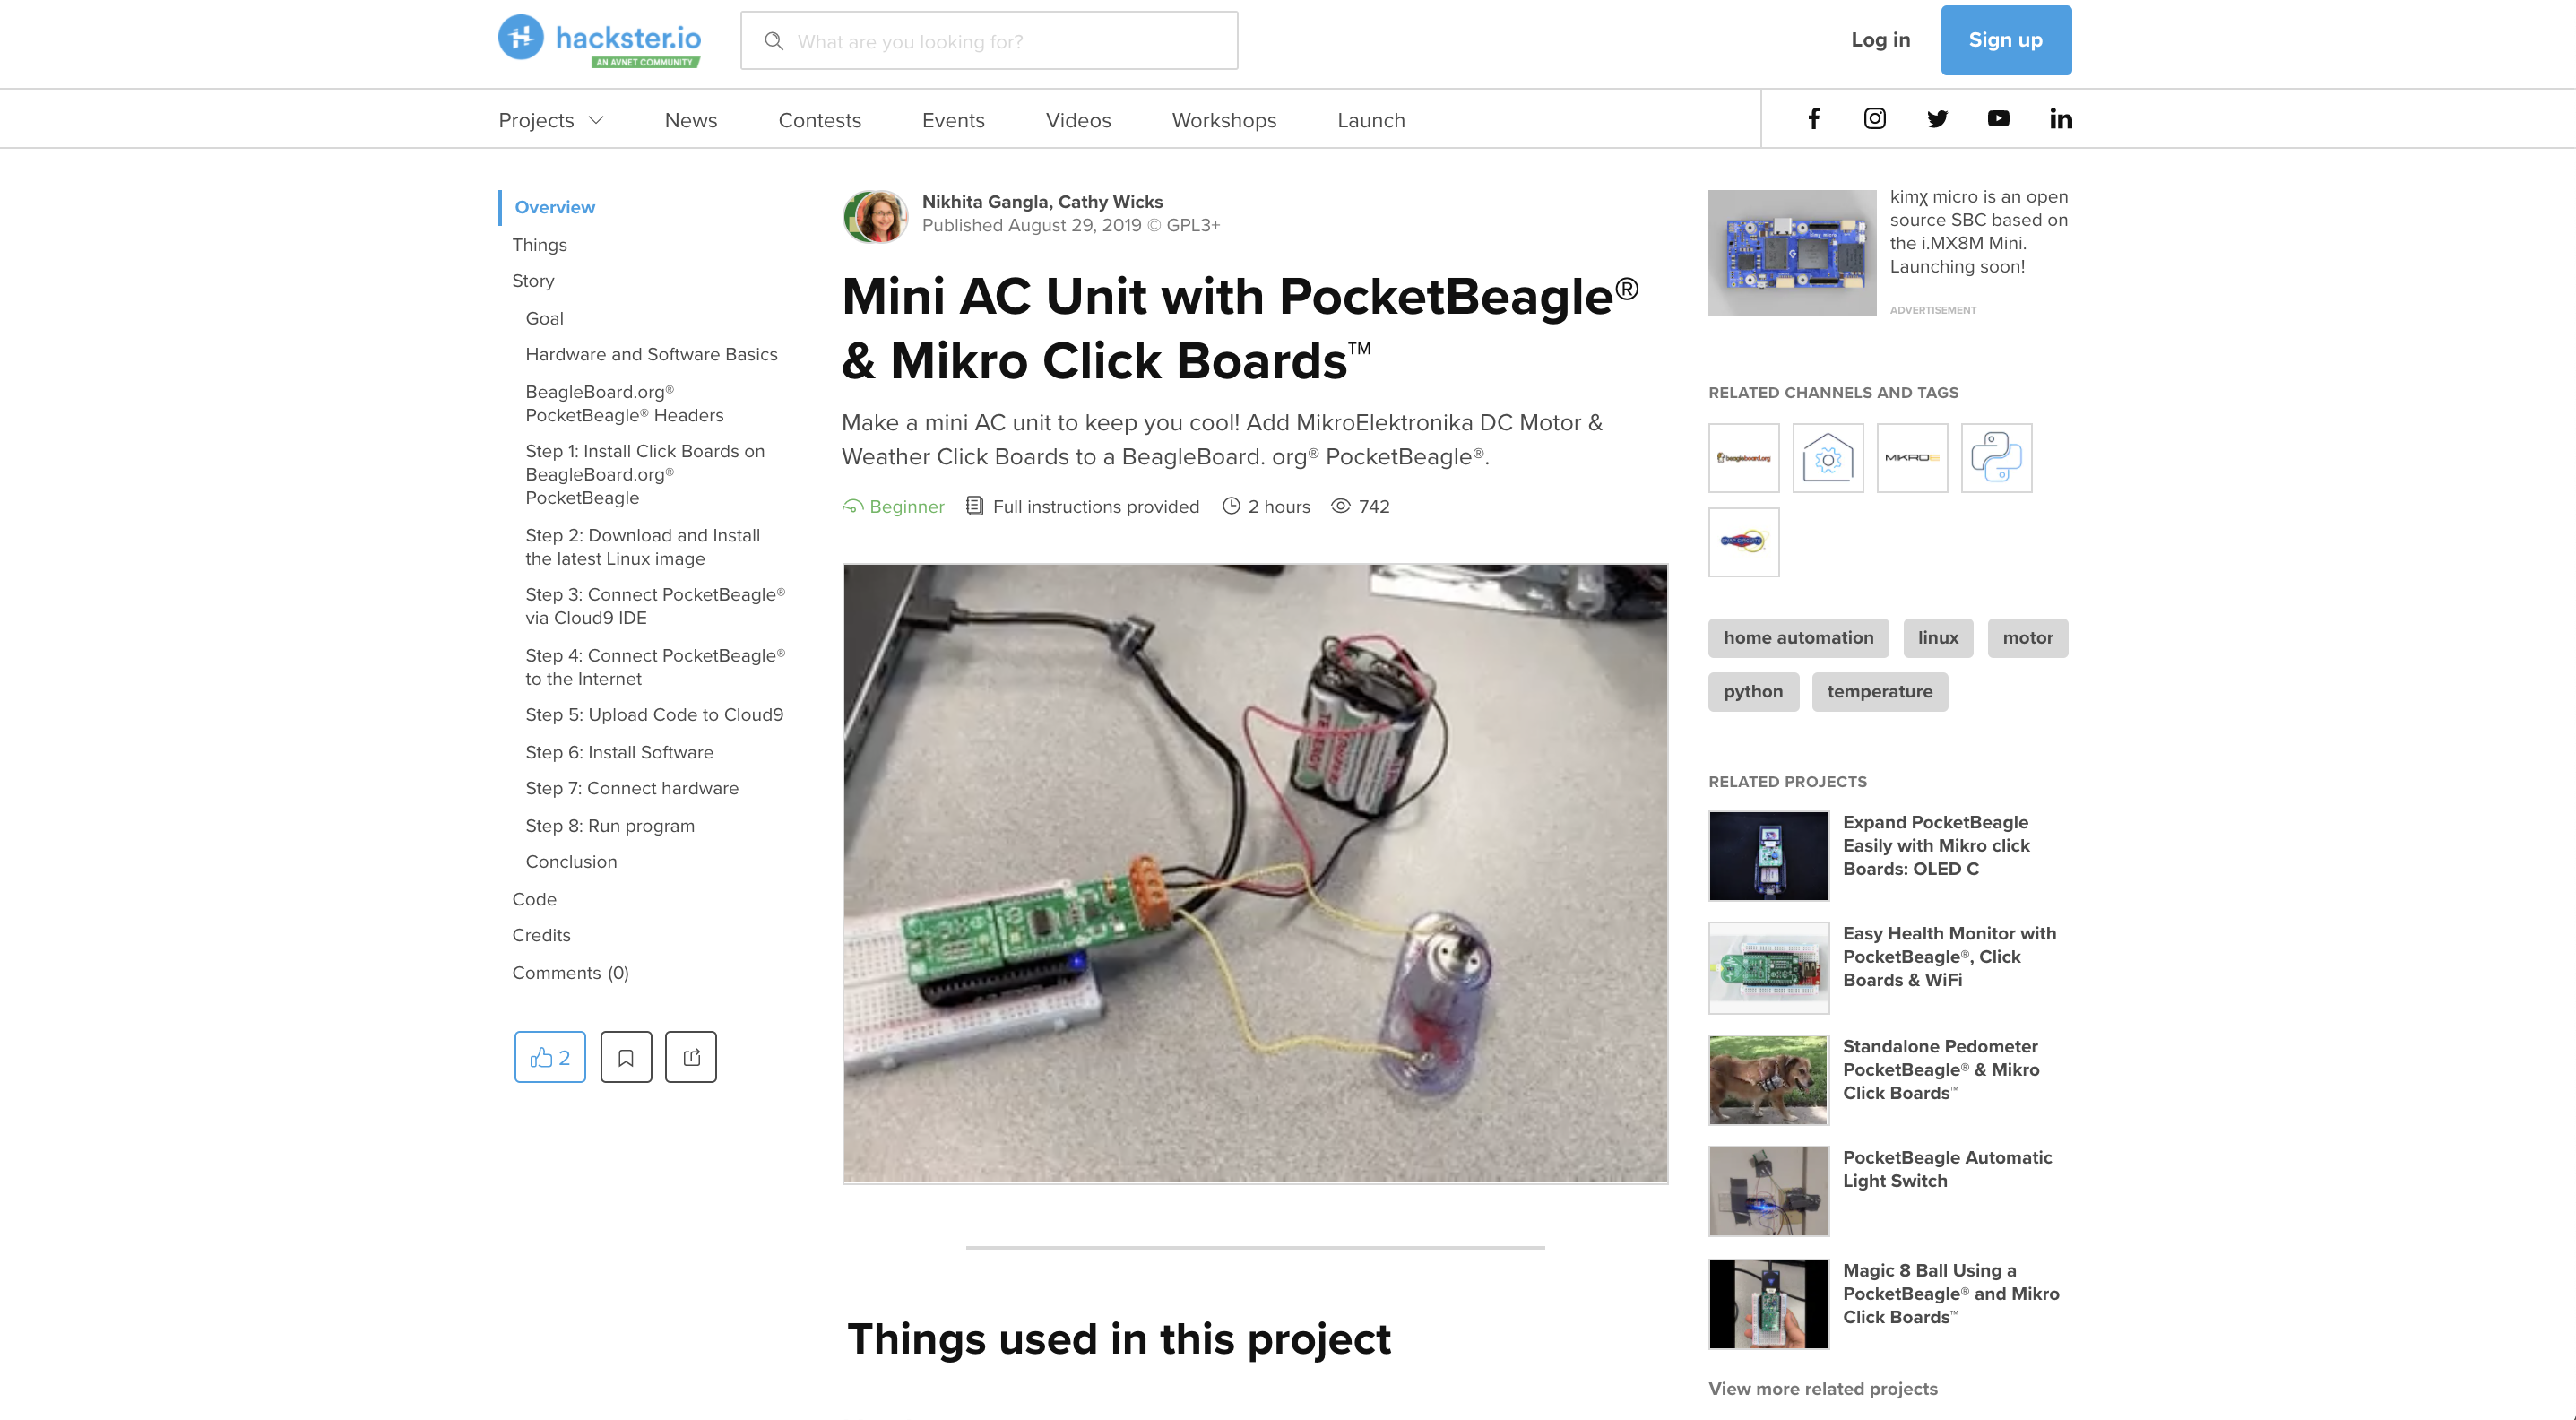 hackster.io
AN AVNET COMMUNITY
What are you looking for?
Log in
Sign up
Projects
News
Contests
Events
Videos
Workshops
Launch
Overview
Things
Story
Goal
Hardware and Software Basics
BeagleBoard.org®
PocketBeagle® Headers
Step 1: Install Click Boards on
BeagleBoard.org®
PocketBeagle
Step 2: Download and Install
the latest Linux image
Step 3: Connect PocketBeagle®
via Cloud9 IDE
Step 4: Connect PocketBeagle®
to the Internet
Step 5: Upload Code to Cloud9
Step 6: Install Software
Step 7: Connect hardware
Step 8: Run program
Conclusion
Code
Credits
Comments (0)
2
Nikhita Gangla, Cathy Wicks
Published August 29, 2019 © GPL3+
Mini AC Unit with PocketBeagle®
& Mikro Click Boards™
Make a mini AC unit to keep you cool! Add MikroElektronika DC Motor &
Weather Click Boards to a BeagleBoard. org® PocketBeagle®.
Beginner
Full instructions provided
2 hours
742
TENERGY
Things used in this project
kimχ micro is an open
source SBC based on
the i.MX8M Mini.
Launching soon!
ADVERTISEMENT
RELATED CHANNELS AND TAGS
beagleboard.org
MIKROE
home automation
linux
motor
python
temperature
RELATED PROJECTS
Expand PocketBeagle
Easily with Mikro click
Boards: OLED C
Easy Health Monitor with
PocketBeagle®, Click
Boards & WiFi
Standalone Pedometer
PocketBeagle® & Mikro
Click Boards™
PocketBeagle Automatic
Light Switch
Magic 8 Ball Using a
PocketBeagle® and Mikro
Click Boards™
View more related projects